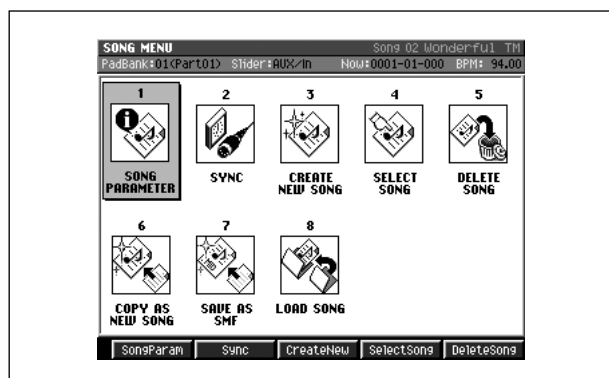 SONG MENU Song 02 Wonderful TM
PadBank:01(Part01) Slider:AUX/In Now:0001-01-000 BPM: 94.00
1 2 3 4 5
SONG PARAMETER
SYNC
CREATE NEW SONG
SELECT SONG
DELETE SONG
6 7 8
COPY AS NEW SONG
SAVE AS SMF
LOAD SONG
SongParam Sync CreateNew SelectSong DeleteSong